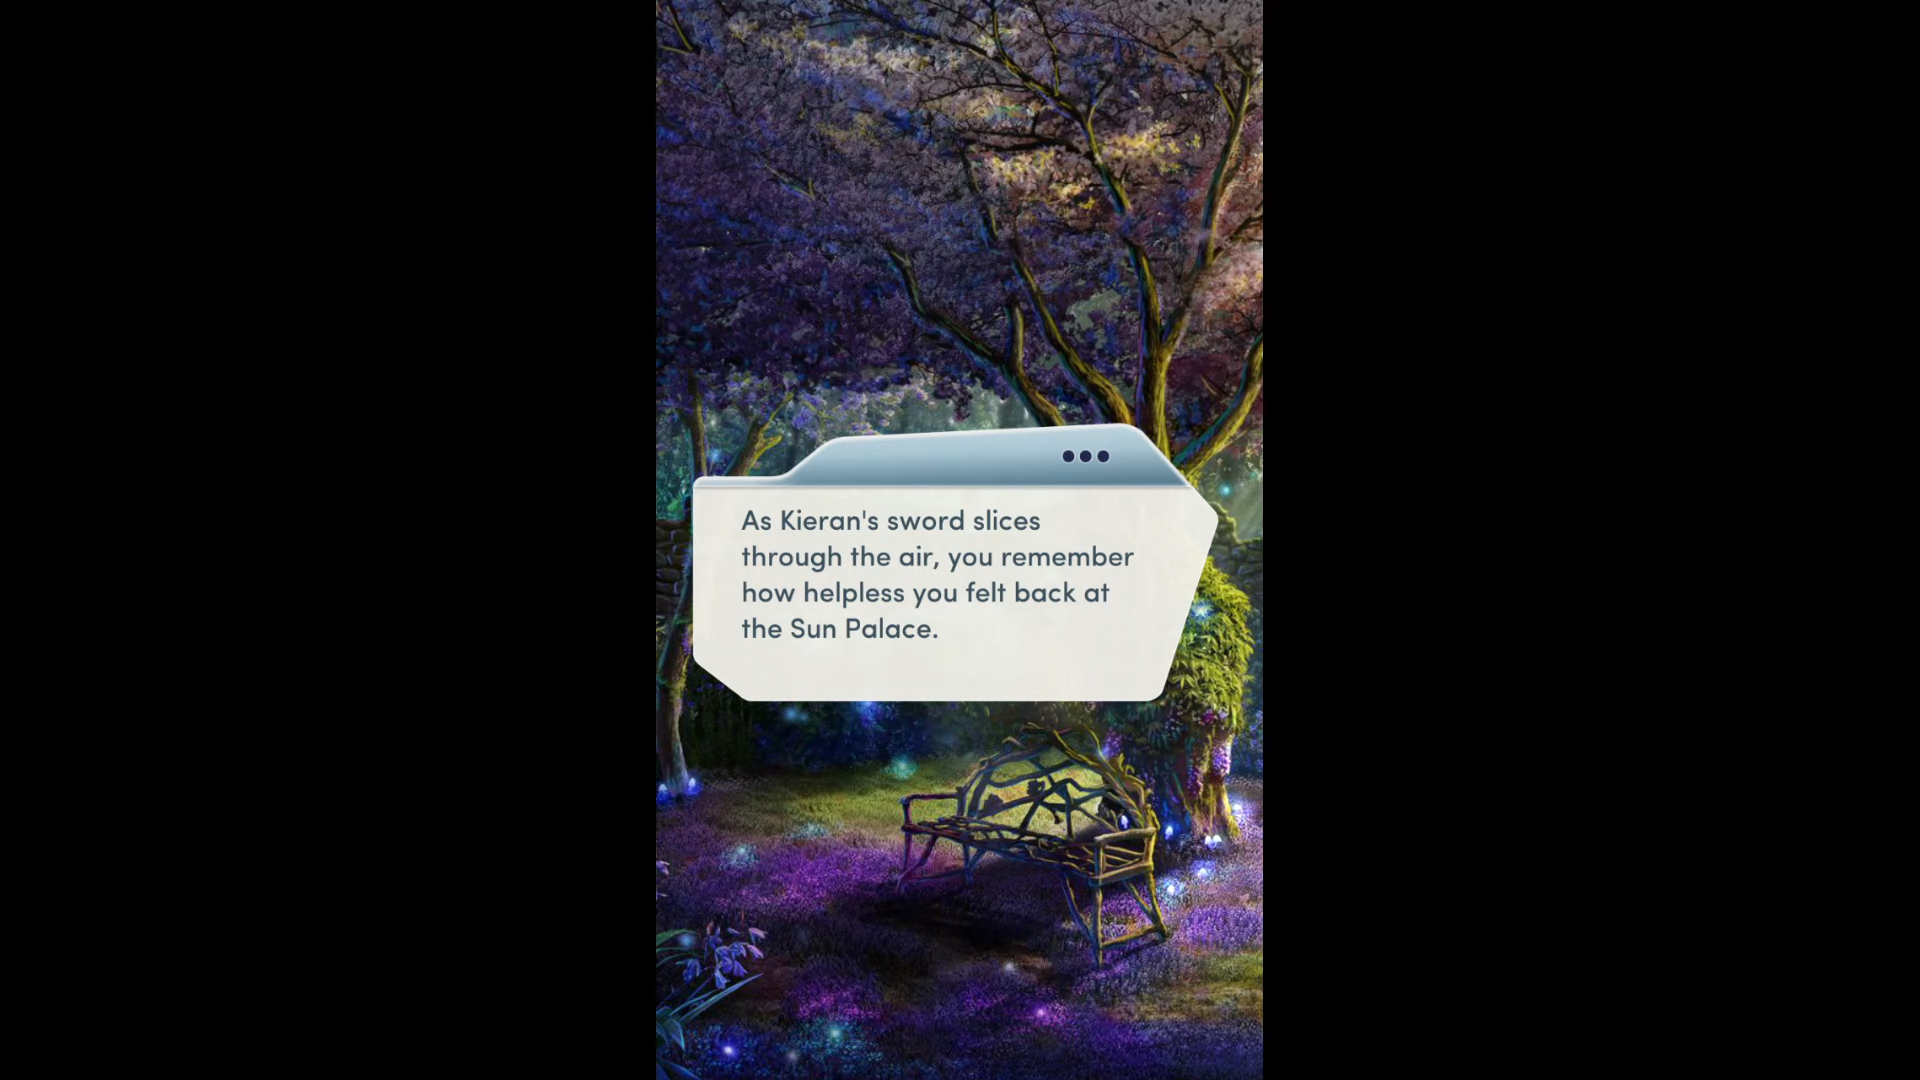 As Kieran's sword slices
through the air, you remember
how helpless you felt back at
the Sun Palace.